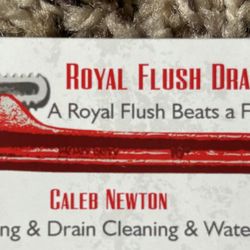 Royal Flush Dra
A Royal Flush Beats a F
Caleb Newton
ng & Drain Cleaning & Wate